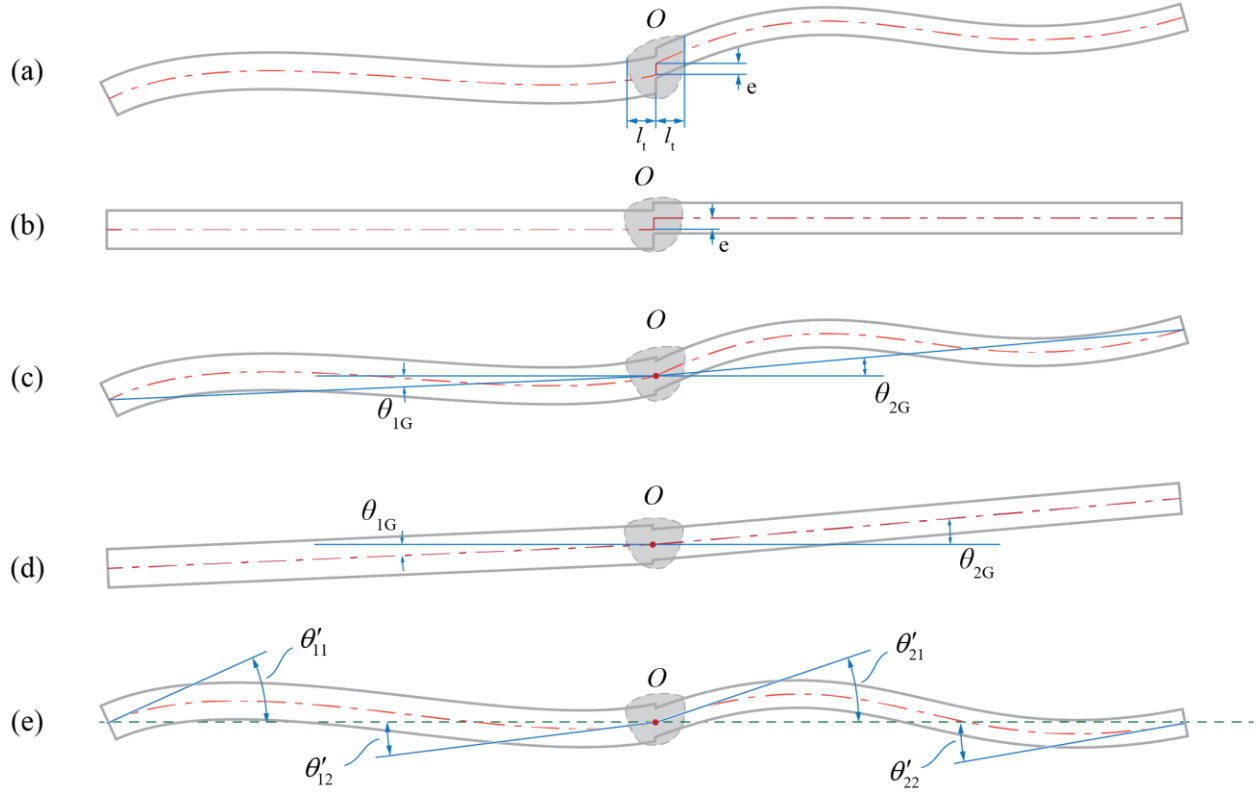 (a)
O
e
l_t l_t
(b)
O
e
(c)
O
θ_1G
θ_2G
(d)
O
θ_1G
θ_2G
(e)
θ′_11
O
θ′_21
θ′_12
θ′_22